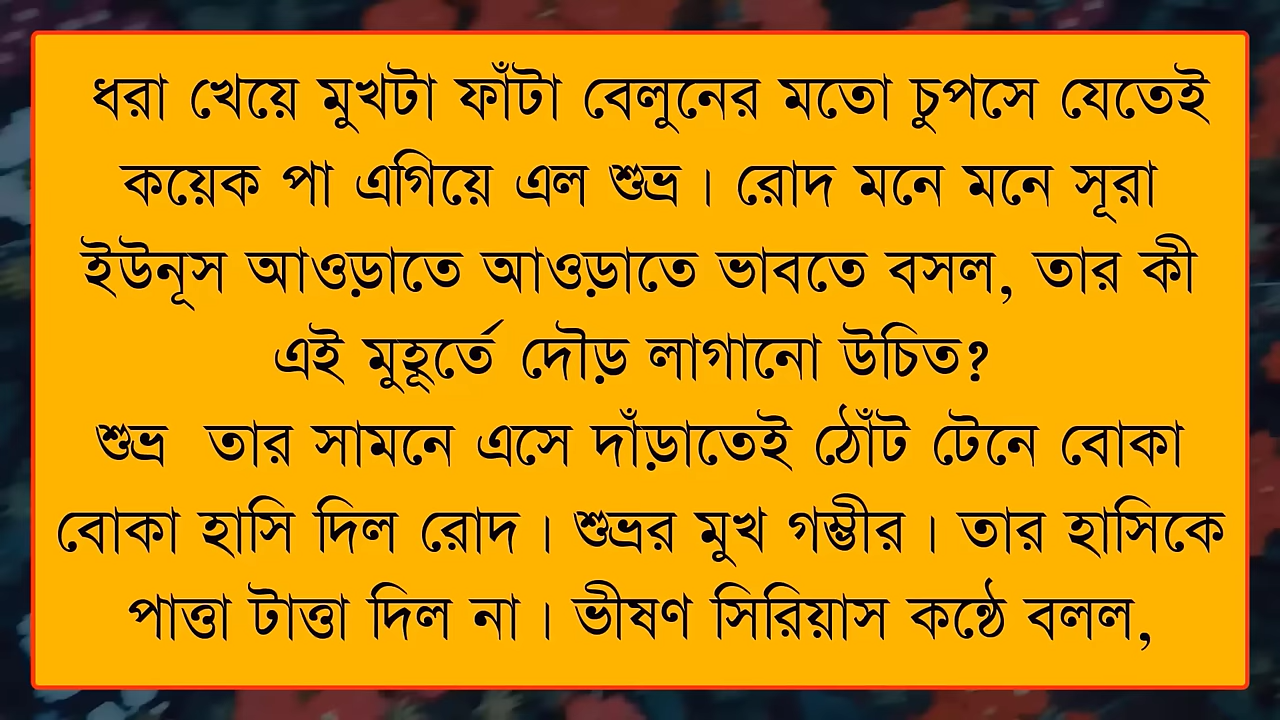 ধরা খেয়ে মুখটা ফাঁটা বেলুনের মতো চুপসে যেতেই
কয়েক পা এগিয়ে এল শুভ্র । রোদ মনে মনে সূরা
ইউনূস আওড়াতে আওড়াতে ভাবতে বসল, তার কী
এই মুহূর্তে দৌড় লাগানো উচিত?
শুভ্র তার সামনে এসে দাঁড়াতেই ঠোঁট টেনে বোকা
বোকা হাসি দিল রোদ । শুভ্রর মুখ গম্ভীর । তার হাসিকে
পাত্তা টাত্তা দিল না । ভীষণ সিরিয়াস কন্ঠে বলল,